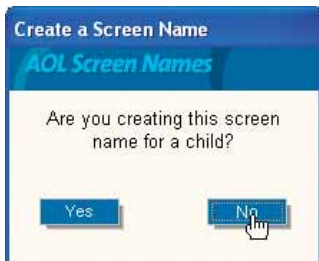 Create a Screen Name
AOL Screen Names
Are you creating this screen
name for a child?
Yes
No